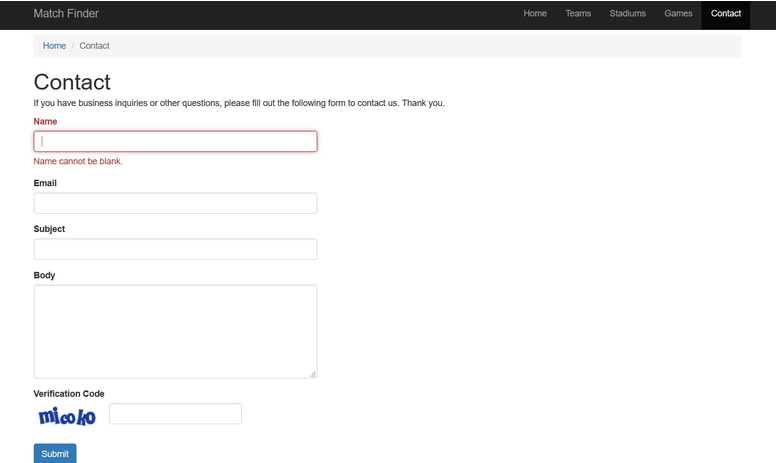 Match Finder
Home Teams Stadiums Games Contact
Home / Contact
Contact
If you have business inquiries or other questions, please fill out the following form to contact us. Thank you.
Name
Name cannot be blank.
Email
Subject
Body
Verification Code
micoko
Submit